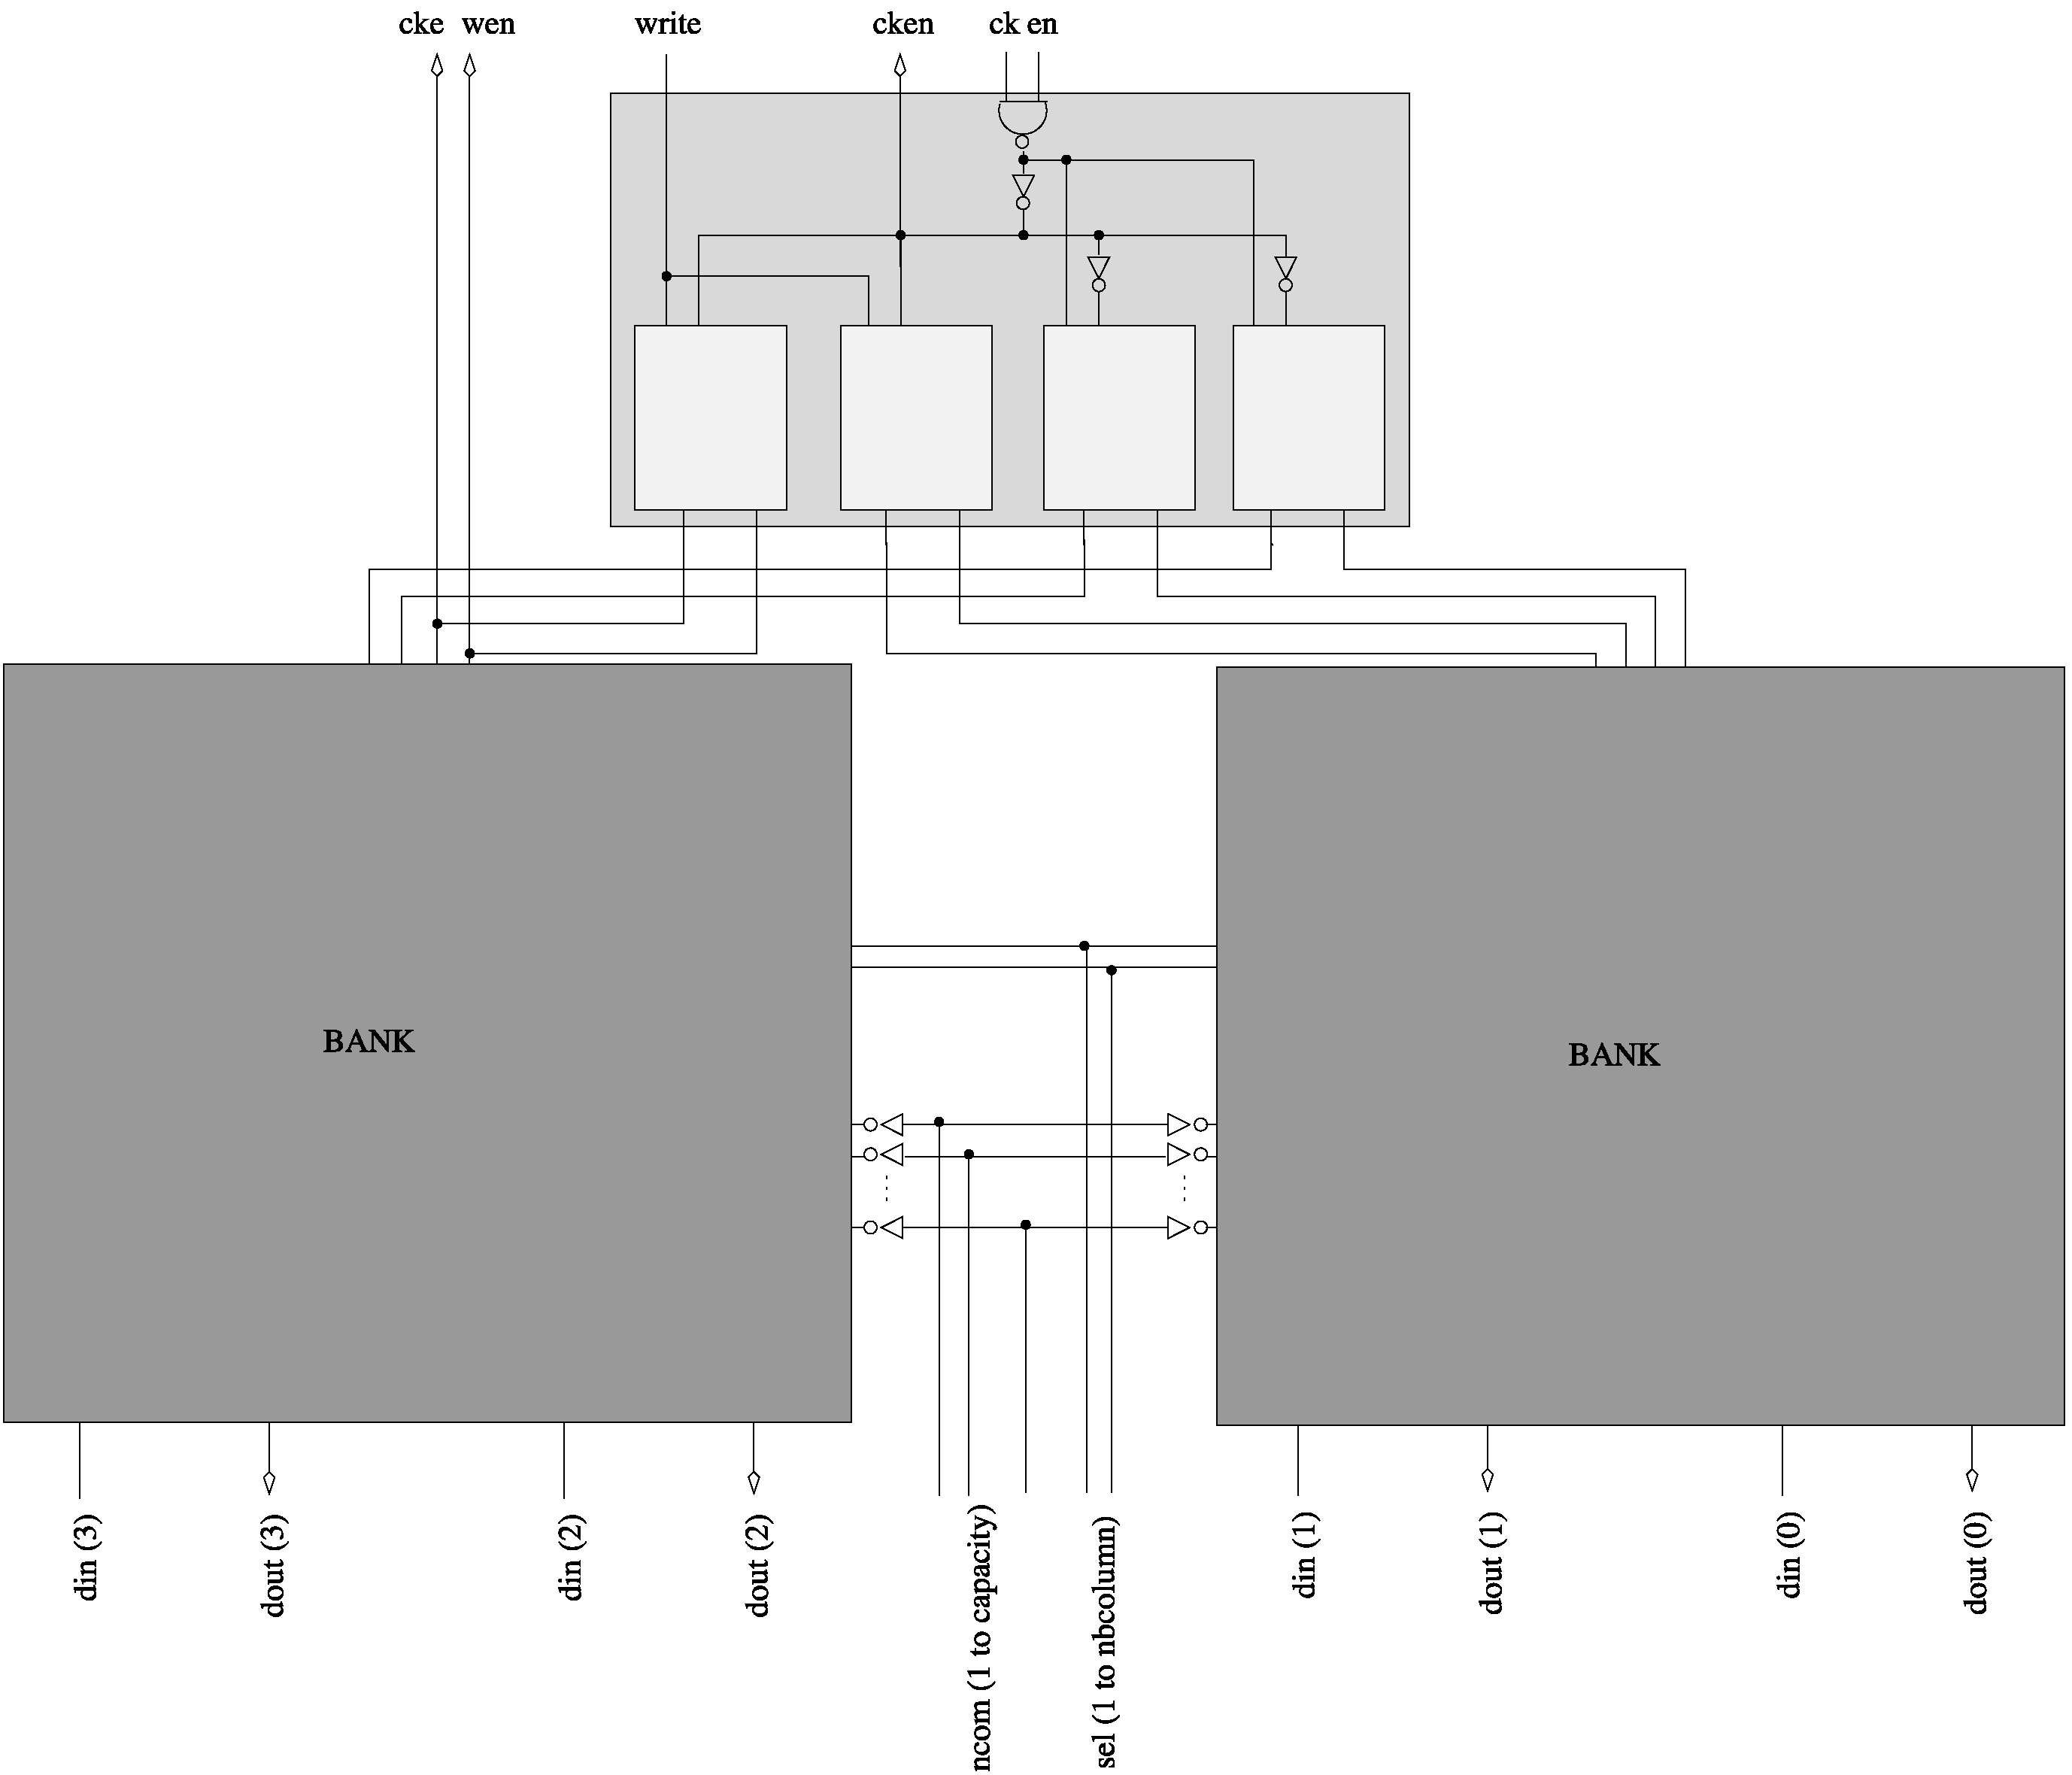 cke wen write cken ck en
BANK
BANK
din (3)
dout (3)
din (2)
dout (2)
ncom (1 to capacity)
sel (1 to nbcolumn)
din (1)
dout (1)
din (0)
dout (0)